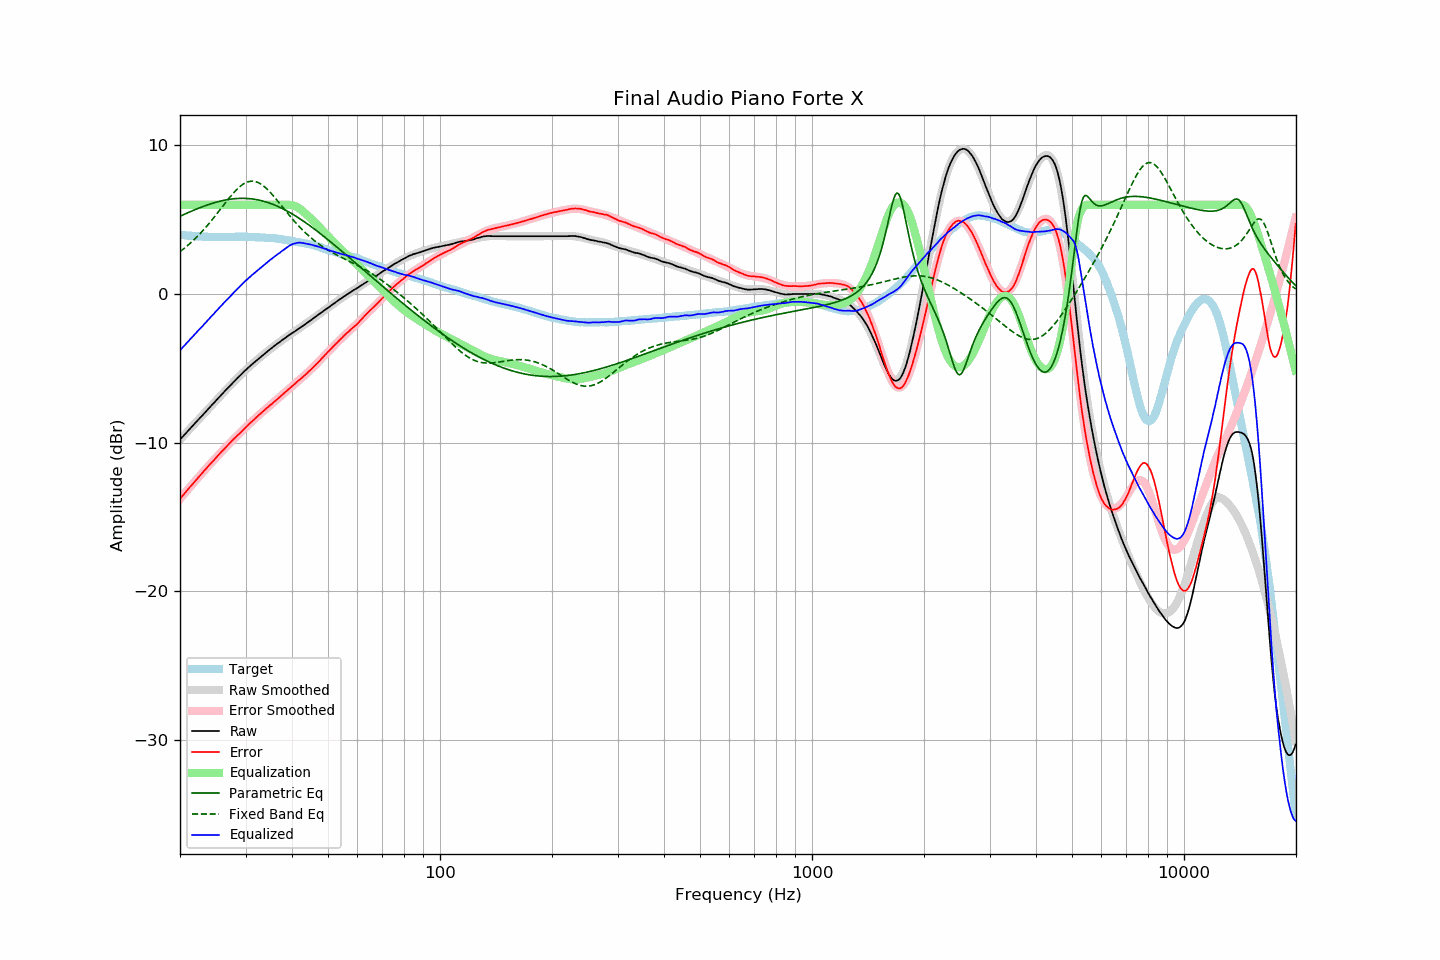 Final Audio Piano Forte X
10
0
−10
−20
−30
Amplitude (dBr)
Target
Raw Smoothed
Error Smoothed
Raw
Error
Equalization
Parametric Eq
Fixed Band Eq
Equalized
100
1000
10000
Frequency (Hz)